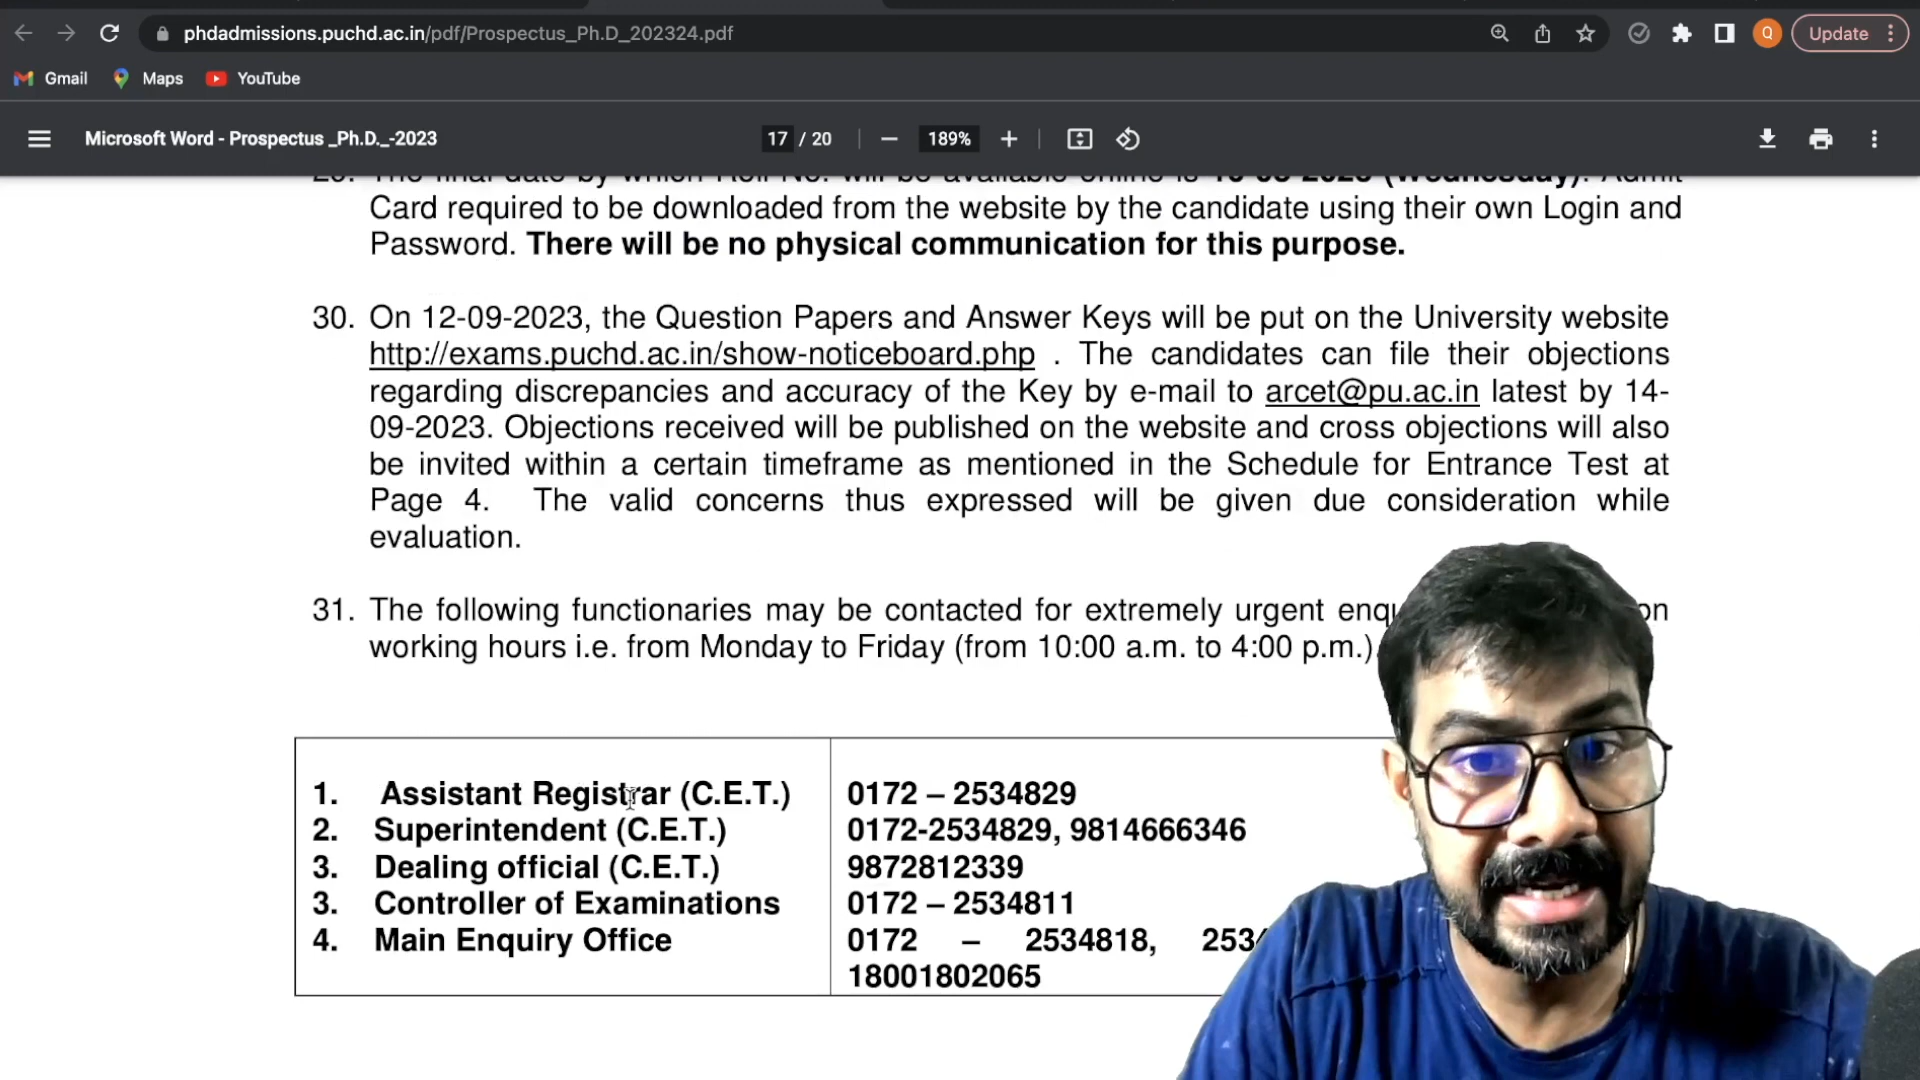 phdadmissions.puchd.ac.in/pdf/Prospectus_Ph.D_202324.pdf
Q
Update
Gmail
Maps
YouTube
Microsoft Word - Prospectus _Ph.D._-2023
17 / 20
189%
Card required to be downloaded from the website by the candidate using their own Login and
Password. There will be no physical communication for this purpose.
30. On 12-09-2023, the Question Papers and Answer Keys will be put on the University website
http://exams.puchd.ac.in/show-noticeboard.php . The candidates can file their objections
regarding discrepancies and accuracy of the Key by e-mail to arcet@pu.ac.in latest by 14-
09-2023. Objections received will be published on the website and cross objections will also
be invited within a certain timeframe as mentioned in the Schedule for Entrance Test at
Page 4. The valid concerns thus expressed will be given due consideration while
evaluation.
31. The following functionaries may be contacted for extremely urgent on
working hours i.e. from Monday to Friday (from 10:00 a.m. to 4:00 p.m.)
1. Assistant Registrar (C.E.T.) 0172 – 2534829
2. Superintendent (C.E.T.) 0172-2534829, 9814666346
3. Dealing official (C.E.T.) 9872812339
3. Controller of Examinations 0172 – 2534811
4. Main Enquiry Office 0172 – 2534818,
18001802065